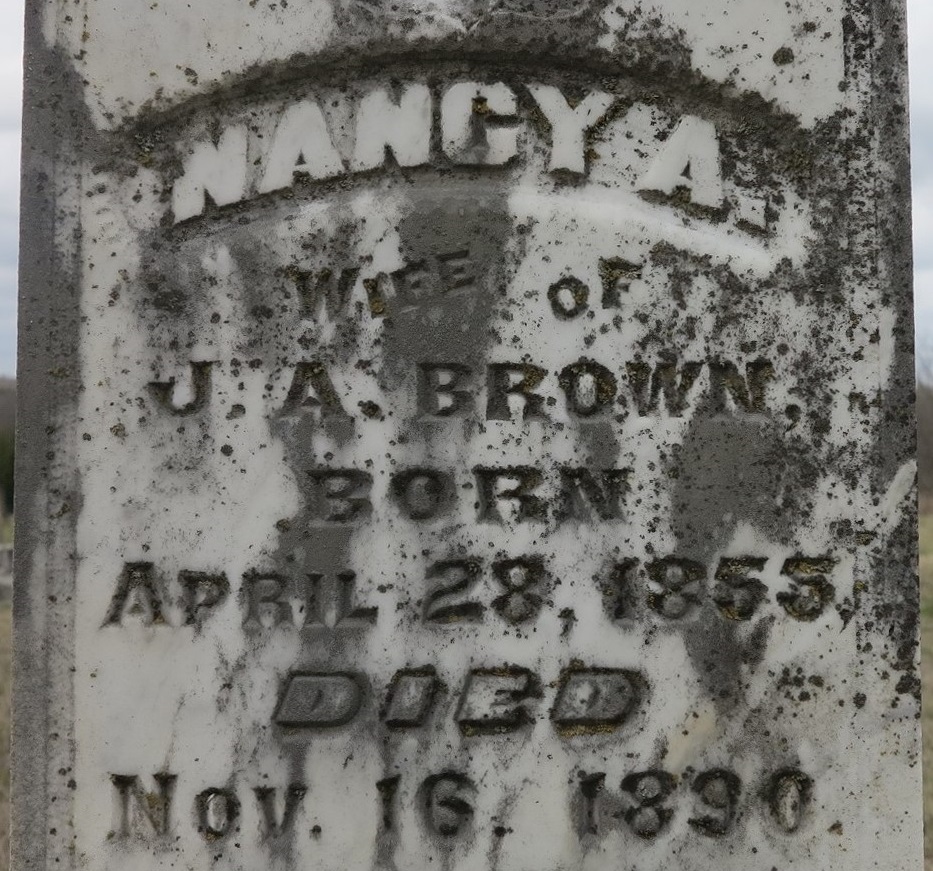 NANCY A.
WIFE OF
J. A. BROWN,
BORN
APRIL 28, 1855,
DIED
NOV. 16, 1890